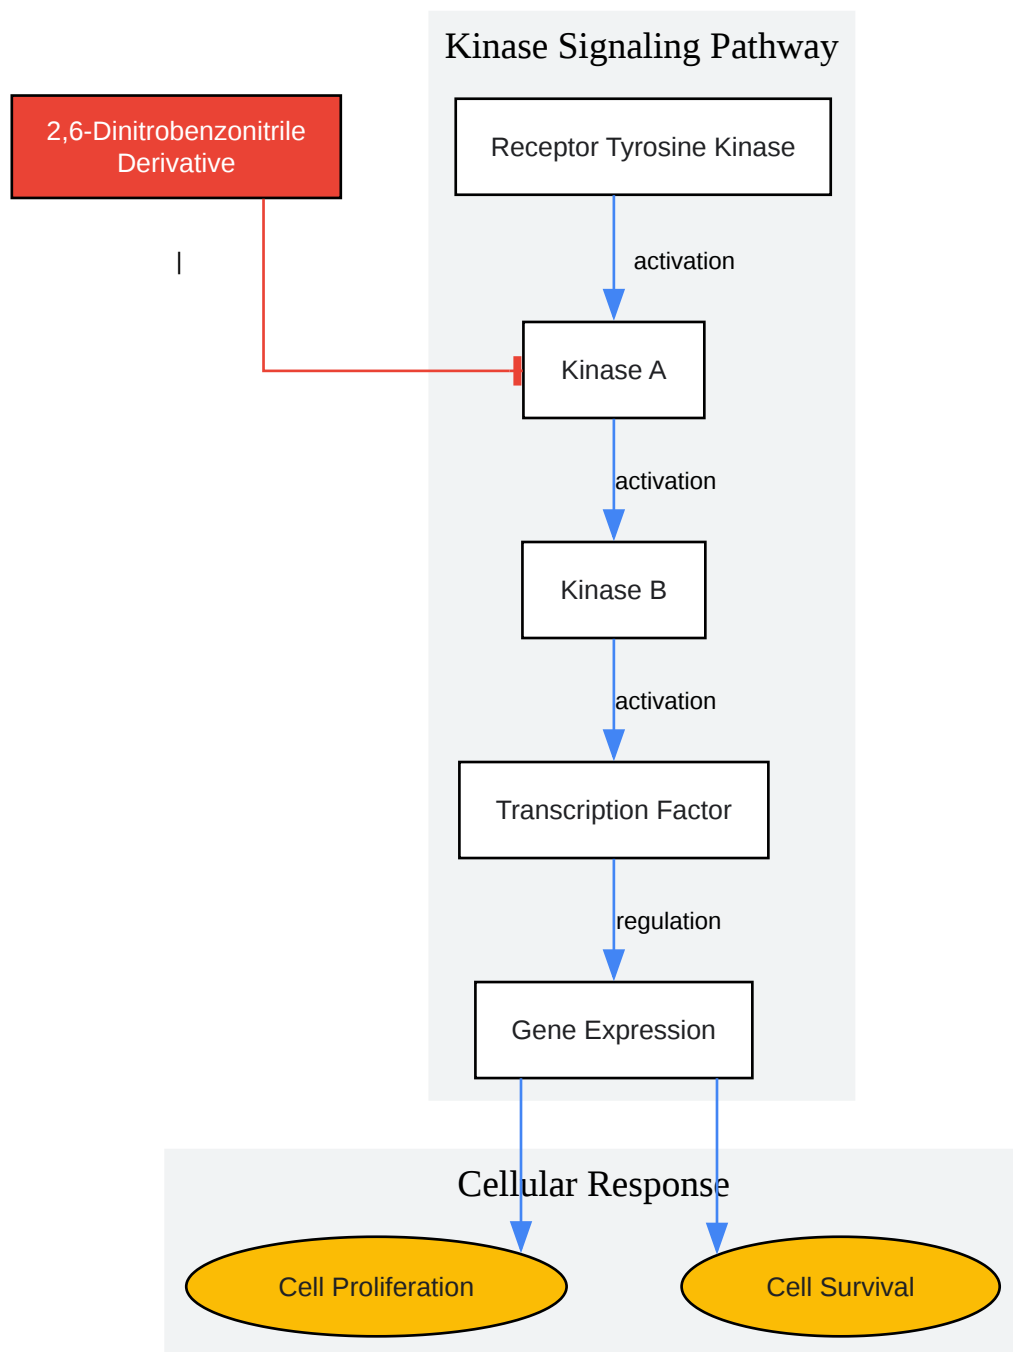 Kinase Signaling Pathway
2,6-Dinitrobenzonitrile
Derivative
Receptor Tyrosine Kinase
|
activation
Kinase A
activation
Kinase B
activation
Transcription Factor
regulation
Gene Expression
Cellular Response
Cell Proliferation
Cell Survival